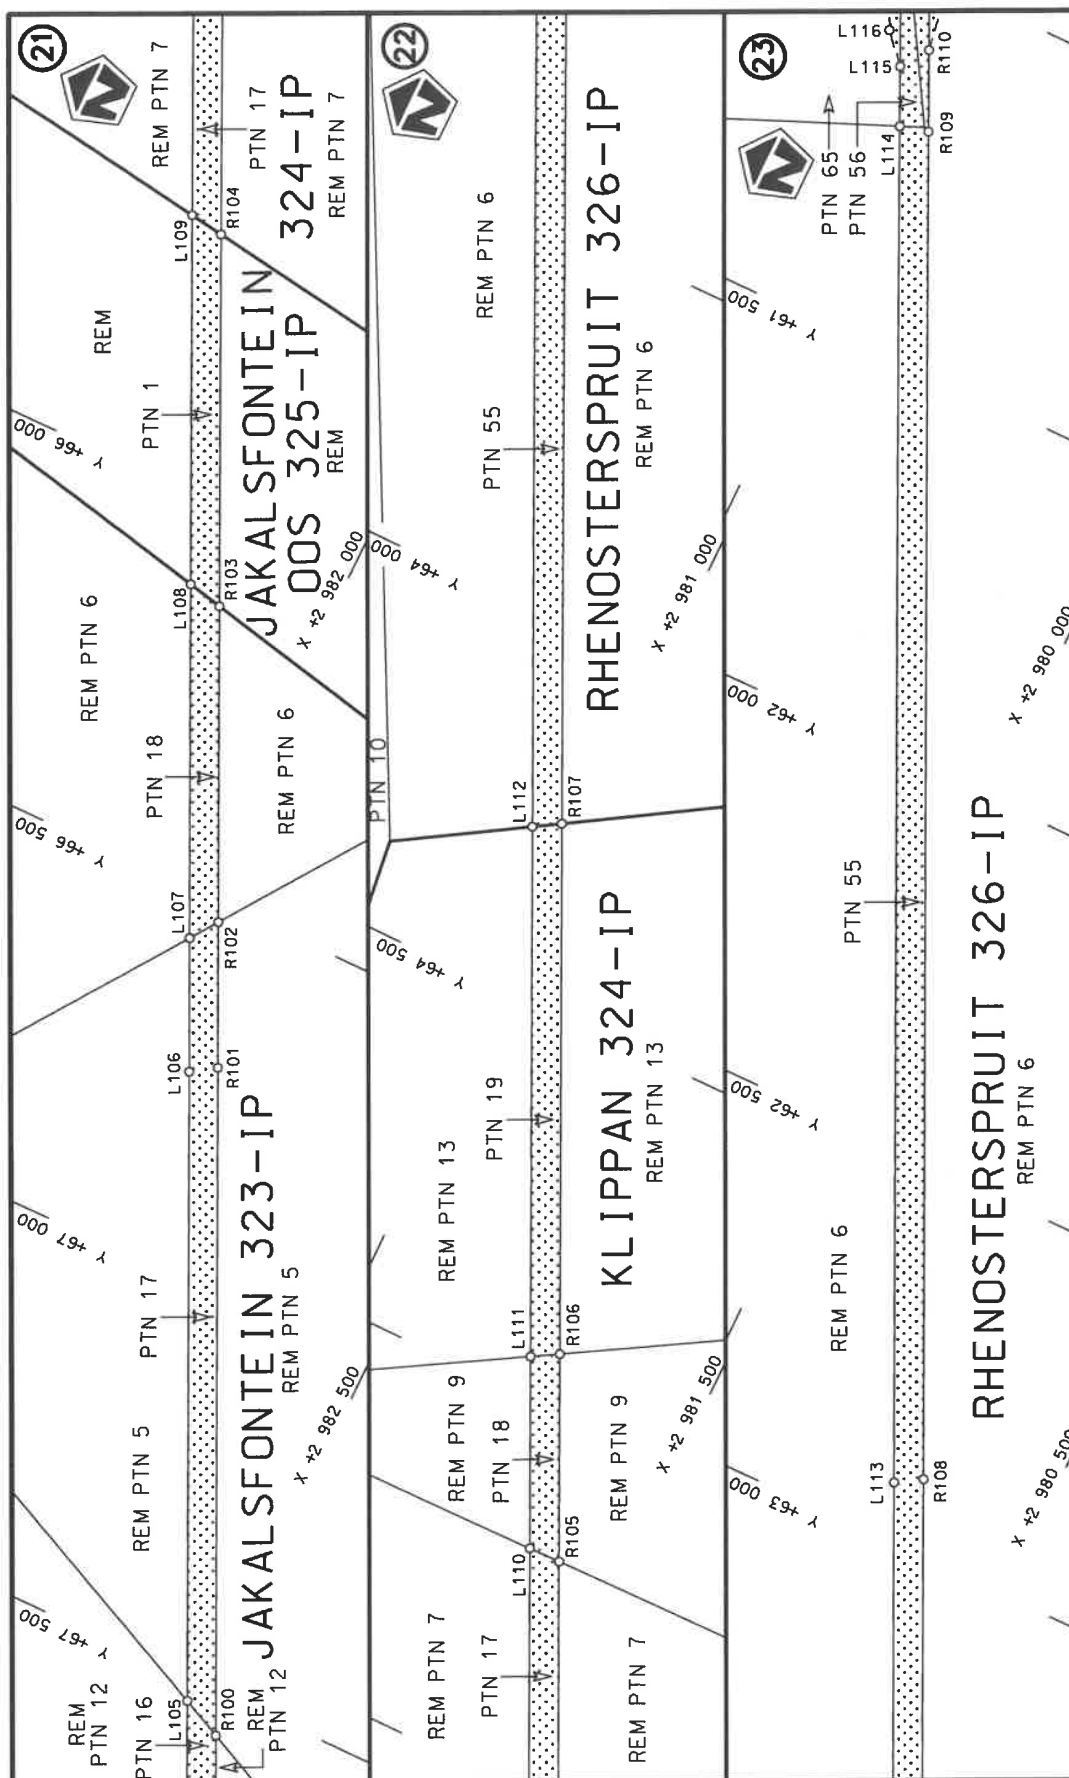 21
N
REM PTN 7
PTN 17
324-IP
REM PTN 7
L109
R104
REM
PTN 1
JAKALSFONTEIN
OOS 325-IP
REM
Y +66 000
L108
R103
X +2 982 000
REM PTN 6
PTN 18
REM PTN 6
Y +66 500
L107
R102
L106
R101
Y +67 000
PTN 17
JAKALSFONTEIN 323-IP
REM PTN 5
REM PTN 5
X +2 982 500
Y +67 500
REM
PTN 12
PTN 16
L105
R100
REM
PTN 12
22
N
REM PTN 6
RHENOSTERSPRUIT 326-IP
REM PTN 6
PTN 55
Y +64 000
X +2 981 000
PTN 10
L112
R107
Y +64 500
KLIPPAN 324-IP
REM PTN 13
PTN 19
REM PTN 13
L111
R106
REM PTN 9
PTN 18
REM PTN 9
X +2 981 500
L110
R105
REM PTN 7
PTN 17
REM PTN 7
23
N
L116
L115
R110
L114
R109
PTN 65
PTN 56
Y +61 500
Y +62 000
X +2 980 000
PTN 55
RHENOSTERSPRUIT 326-IP
REM PTN 6
Y +62 500
REM PTN 6
L113
R108
Y +63 000
X +2 980 500